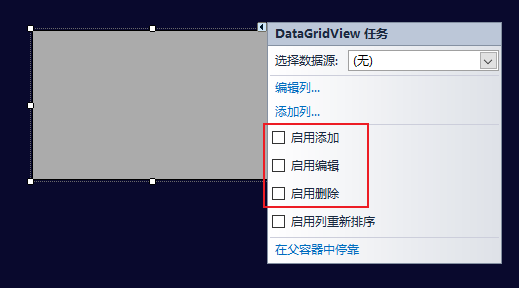 DataGridView 任务
选择数据源: (无)
编辑列...
添加列...
启用添加
启用编辑
启用删除
启用列重新排序
在父容器中停靠